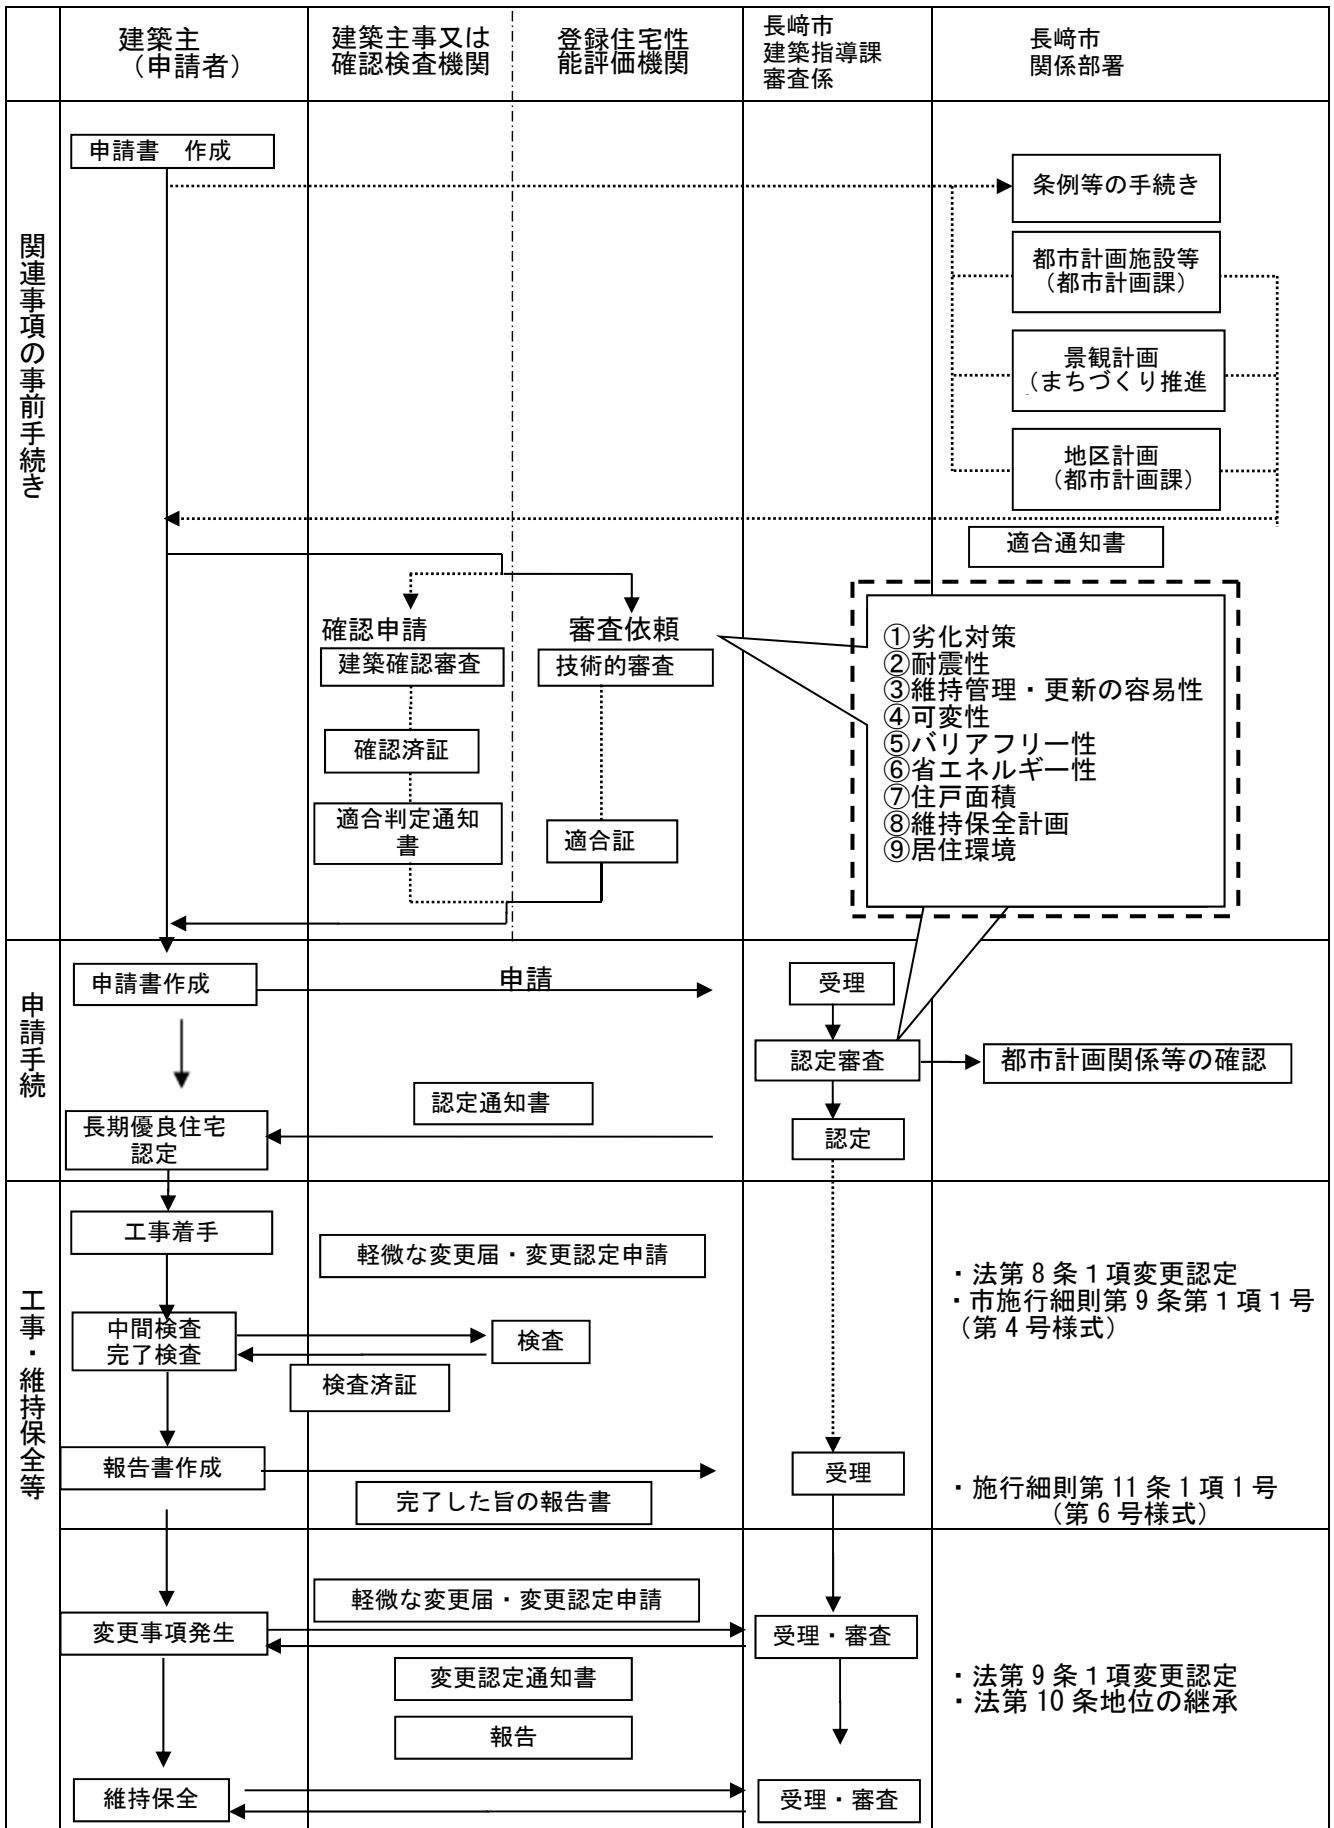 建築主
（申請者）
建築主事又は
確認検査機関
登録住宅性
能評価機関
長﨑市
建築指導課
審査係
長﨑市
関係部署
関連事項の事前手続き
申請書　作成
条例等の手続き
都市計画施設等
（都市計画課）
景観計画
（まちづくり推進
地区計画
（都市計画課）
適合通知書
確認申請
審査依頼
建築確認審査
技術的審査
確認済証
適合判定通知
書
適合証
①劣化対策
②耐震性
③維持管理・更新の容易性
④可変性
⑤バリアフリー性
⑥省エネルギー性
⑦住戸面積
⑧維持保全計画
⑨居住環境
申請手続
申請書作成
申請
受理
認定審査
都市計画関係等の確認
認定通知書
長期優良住宅
認定
認定
工事・維持保全等
工事着手
軽微な変更届・変更認定申請
・法第８条１項変更認定
・市施行細則第９条第１項１号
（第４号様式）
中間検査
完了検査
検査
検査済証
報告書作成
受理
完了した旨の報告書
・施行細則第 11 条１項１号
（第６号様式）
軽微な変更届・変更認定申請
変更事項発生
受理・審査
変更認定通知書
・法第９条１項変更認定
・法第 10 条地位の継承
報告
維持保全
受理・審査